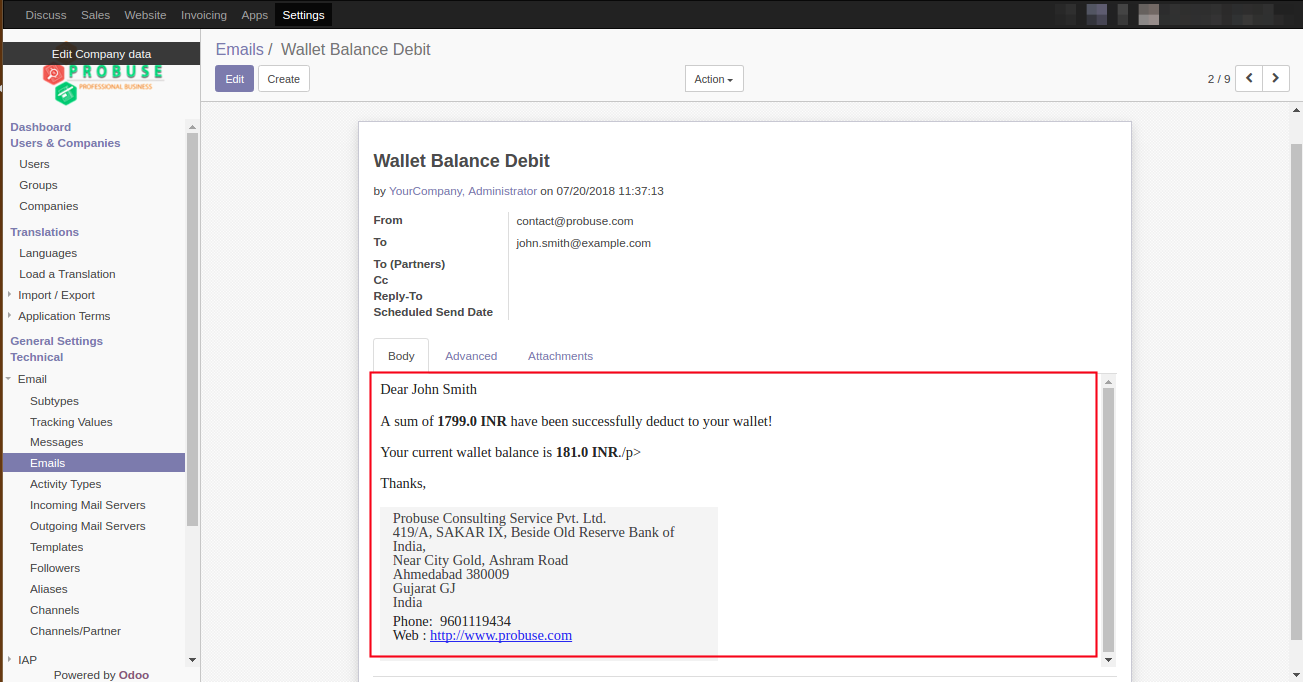 Discuss Sales Website Invoicing Apps Settings
Edit Company data
PROBUSE
PROFESSIONAL BUSINESS
Emails / Wallet Balance Debit
Edit Create Action 2 / 9
Dashboard
Users & Companies
Users
Groups
Companies
Translations
Languages
Load a Translation
Import / Export
Application Terms
General Settings
Technical
Email
Subtypes
Tracking Values
Messages
Emails
Activity Types
Incoming Mail Servers
Outgoing Mail Servers
Templates
Followers
Aliases
Channels
Channels/Partner
IAP
Powered by Odoo
Wallet Balance Debit
by YourCompany, Administrator on 07/20/2018 11:37:13
From contact@probuse.com
To john.smith@example.com
To (Partners)
Cc
Reply-To
Scheduled Send Date
Body Advanced Attachments
Dear John Smith
A sum of 1799.0 INR have been successfully deduct to your wallet!
Your current wallet balance is 181.0 INR./p>
Thanks,
Probuse Consulting Service Pvt. Ltd.
419/A, SAKAR IX, Beside Old Reserve Bank of
India,
Near City Gold, Ashram Road
Ahmedabad 380009
Gujarat GJ
India
Phone: 9601119434
Web : http://www.probuse.com